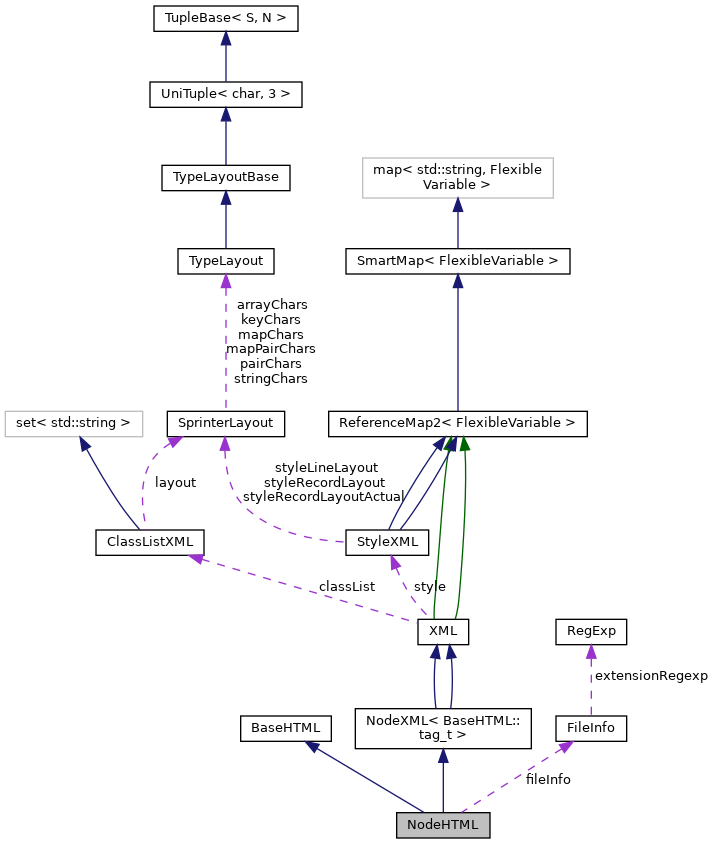 TupleBase< S, N >
UniTuple< char, 3 >
TypeLayoutBase
map< std::string, Flexible
Variable >
TypeLayout
SmartMap< FlexibleVariable >
arrayChars
keyChars
mapChars
mapPairChars
pairChars
stringChars
set< std::string >
SprinterLayout
ReferenceMap2< FlexibleVariable >
layout
styleLineLayout
styleRecordLayout
styleRecordLayoutActual
ClassListXML
StyleXML
classList
style
XML
RegExp
extensionRegexp
BaseHTML
NodeXML< BaseHTML::
tag_t >
FileInfo
fileInfo
NodeHTML